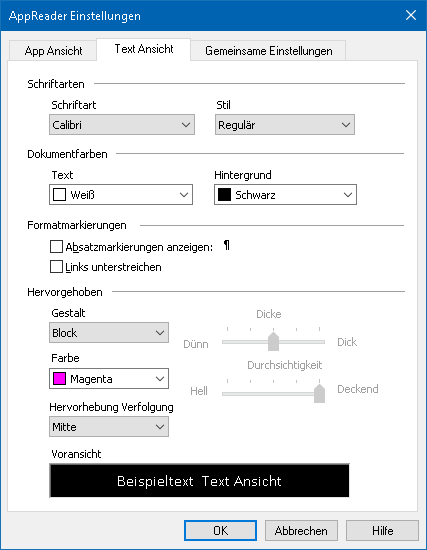 AppReader Einstellungen
App Ansicht Text Ansicht Gemeinsame Einstellungen
Schriftarten
Schriftart Stil
Calibri Regulär
Dokumentfarben
Text Hintergrund
Weiß Schwarz
Formatmarkierungen
Absatzmarkierungen anzeigen: ¶
Links unterstreichen
Hervorgehoben
Gestalt Dicke
Block Dünn Dick
Farbe Durchsichtigkeit
Magenta Hell Deckend
Hervorhebung Verfolgung
Mitte
Voransicht
Beispieltext Text Ansicht
OK Abbrechen Hilfe